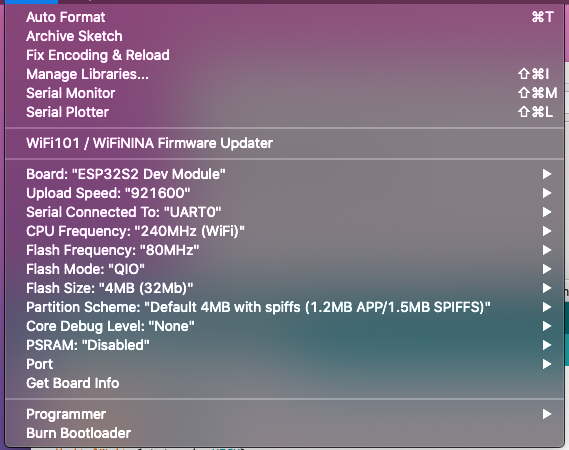 Auto Format ⌘T
Archive Sketch
Fix Encoding & Reload
Manage Libraries... ⇧⌘I
Serial Monitor ⇧⌘M
Serial Plotter ⇧⌘L
WiFi101 / WiFiNINA Firmware Updater
Board: "ESP32S2 Dev Module"
Upload Speed: "921600"
Serial Connected To: "UART0"
CPU Frequency: "240MHz (WiFi)"
Flash Frequency: "80MHz"
Flash Mode: "QIO"
Flash Size: "4MB (32Mb)"
Partition Scheme: "Default 4MB with spiffs (1.2MB APP/1.5MB SPIFFS)"
Core Debug Level: "None"
PSRAM: "Disabled"
Port
Get Board Info
Programmer
Burn Bootloader